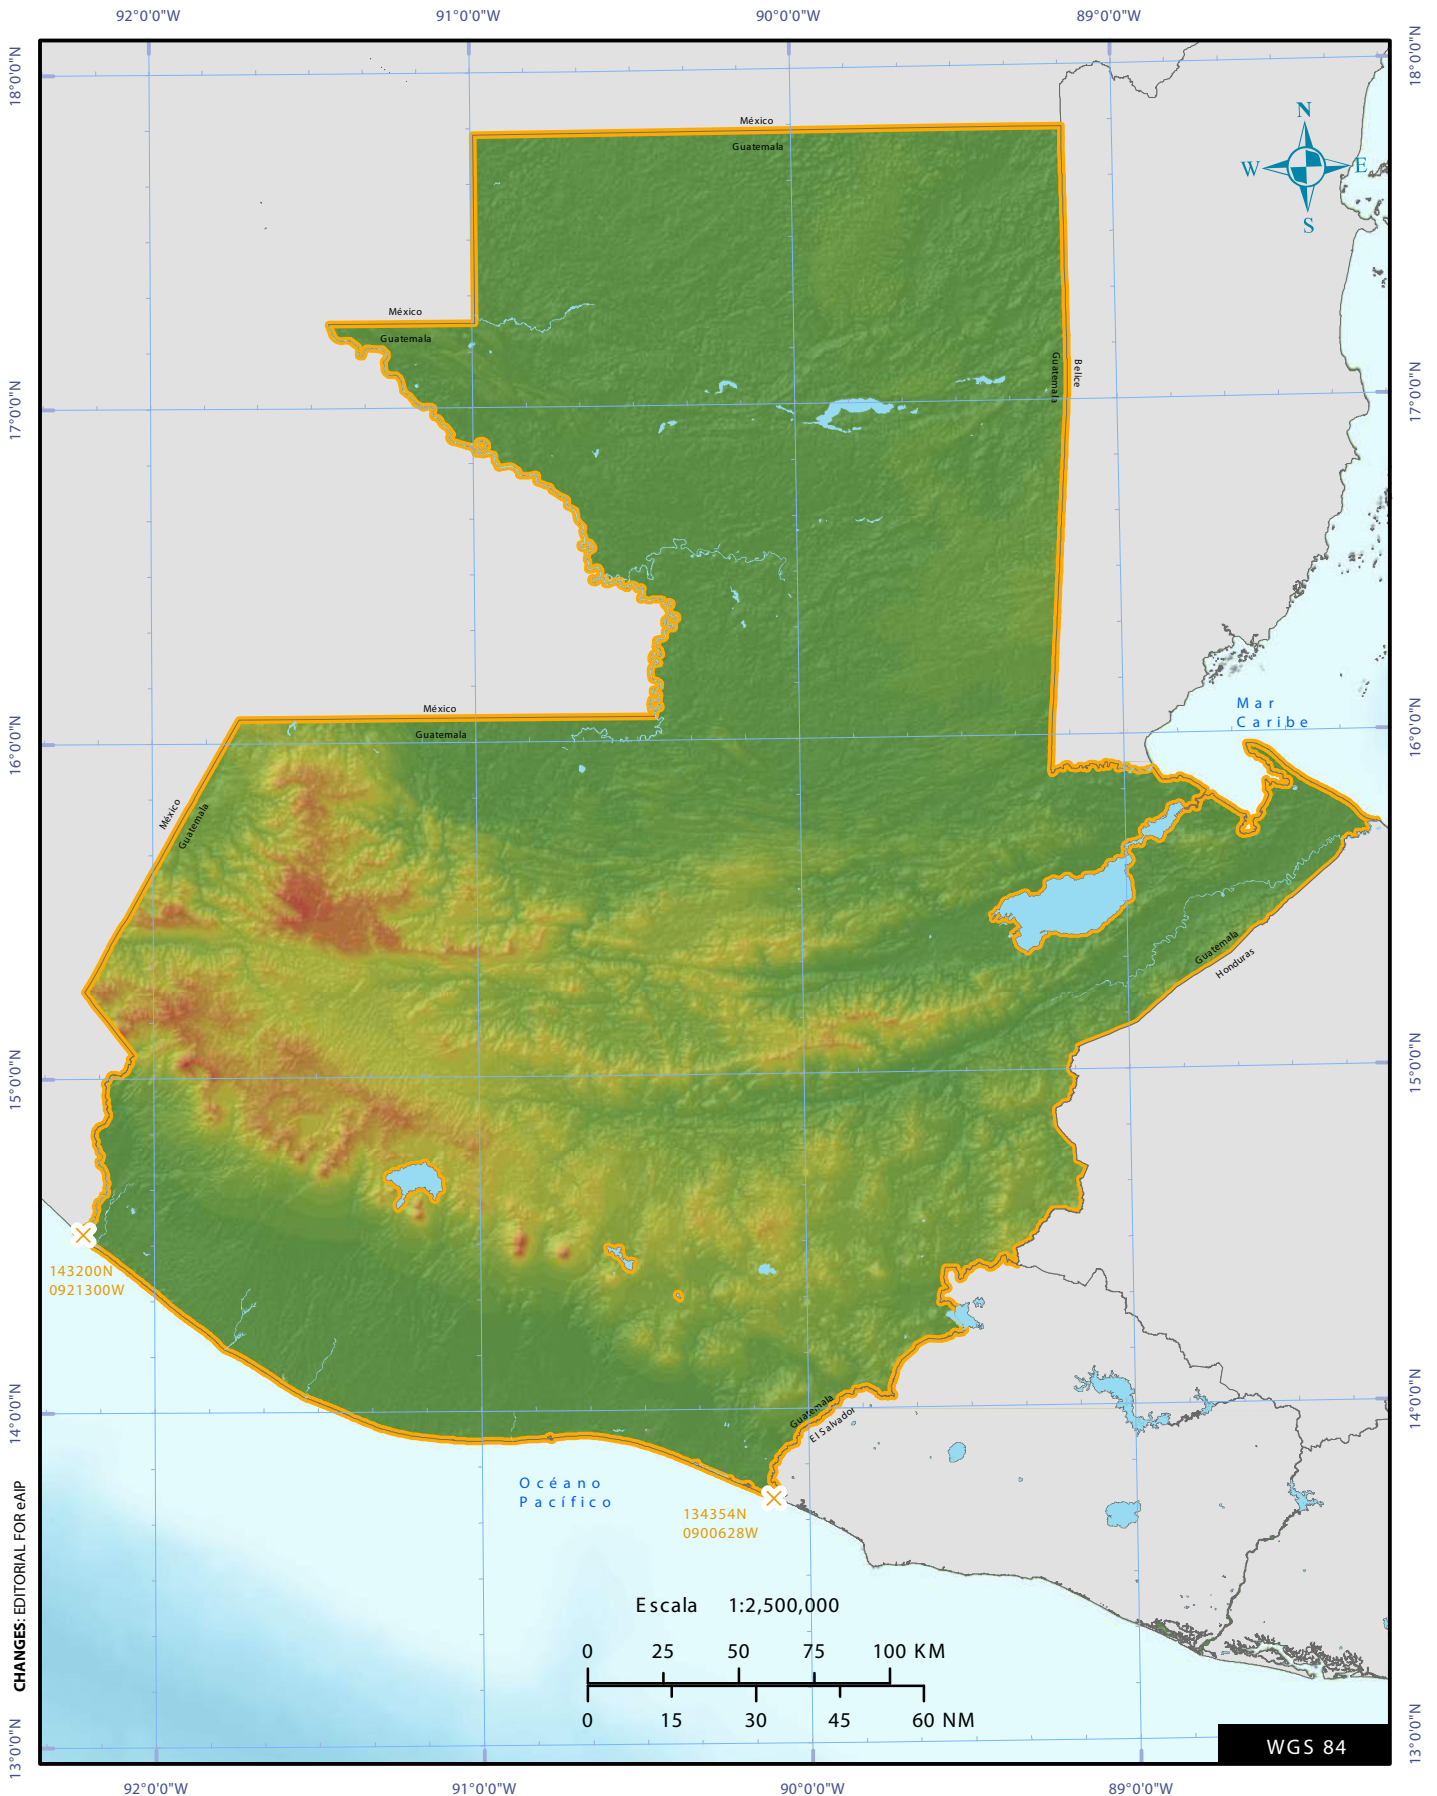 92°0'0"W
91°0'0"W
90°0'0"W
89°0'0"W
18°0'0"N
18°0'0"N
N
W
E
S
México
Guatemala
México
Guatemala
Guatemala
Belice
17°0'0"N
17°0'0"N
México
Guatemala
Mar
Caribe
16°0'0"N
16°0'0"N
México
Guatemala
Guatemala
Honduras
15°0'0"N
15°0'0"N
143200N
0921300W
14°0'0"N
14°0'0"N
Guatemala
El Salvador
Océano
Pacífico
134354N
0900628W
CHANGES: EDITORIAL FOR eAIP
Escala 1:2,500,000
0 25 50 75 100 KM
0 15 30 45 60 NM
13°0'0"N
13°0'0"N
WGS 84
92°0'0"W
91°0'0"W
90°0'0"W
89°0'0"W